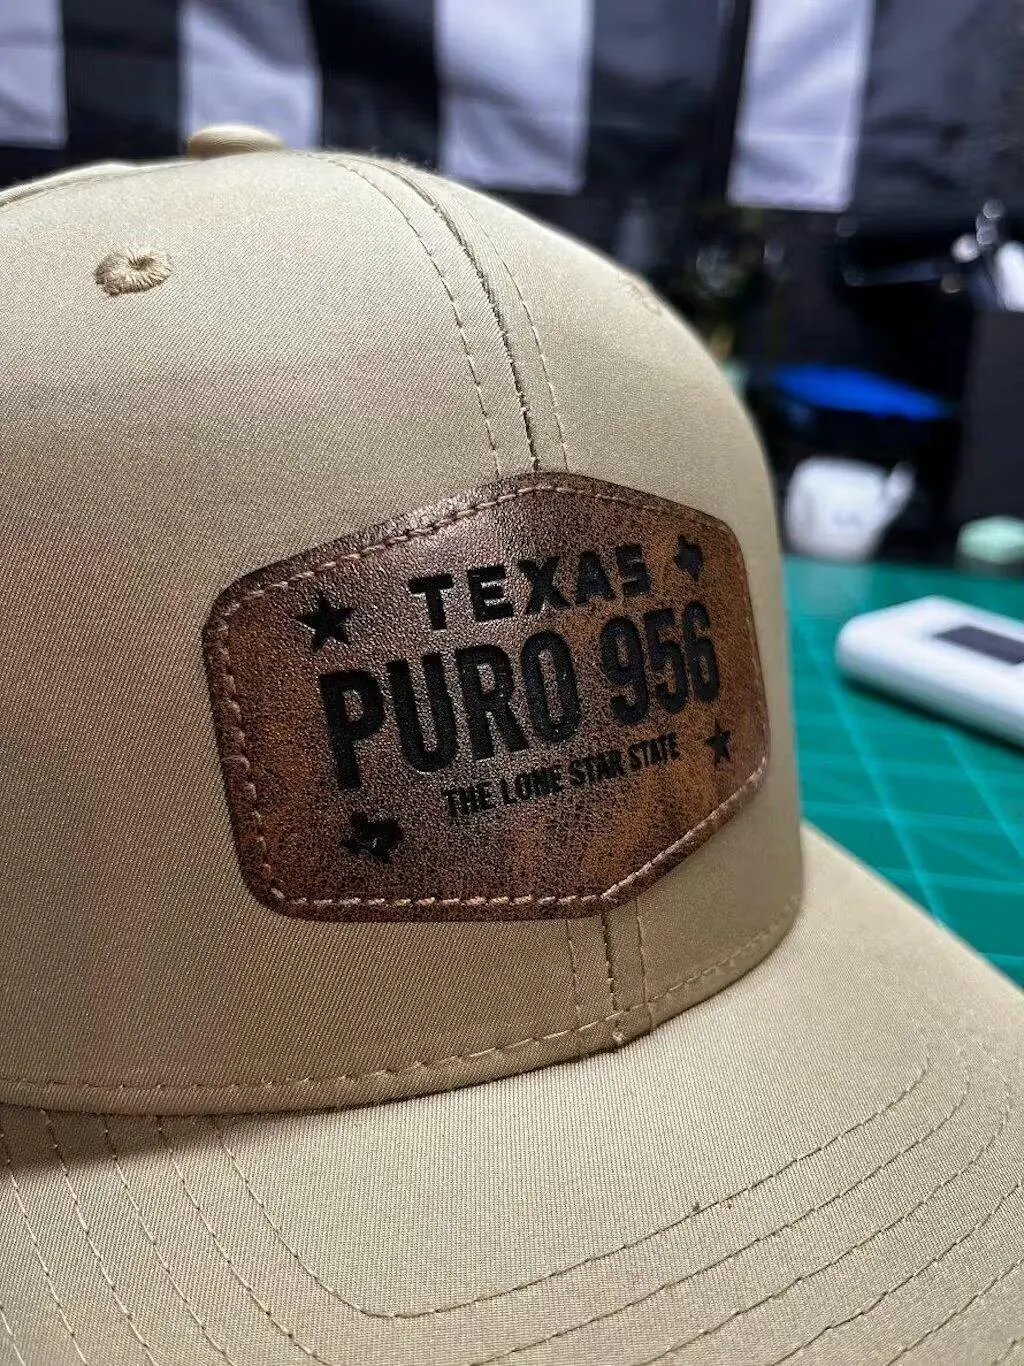 TEXAS
PURO 956
THE LONE STAR STATE